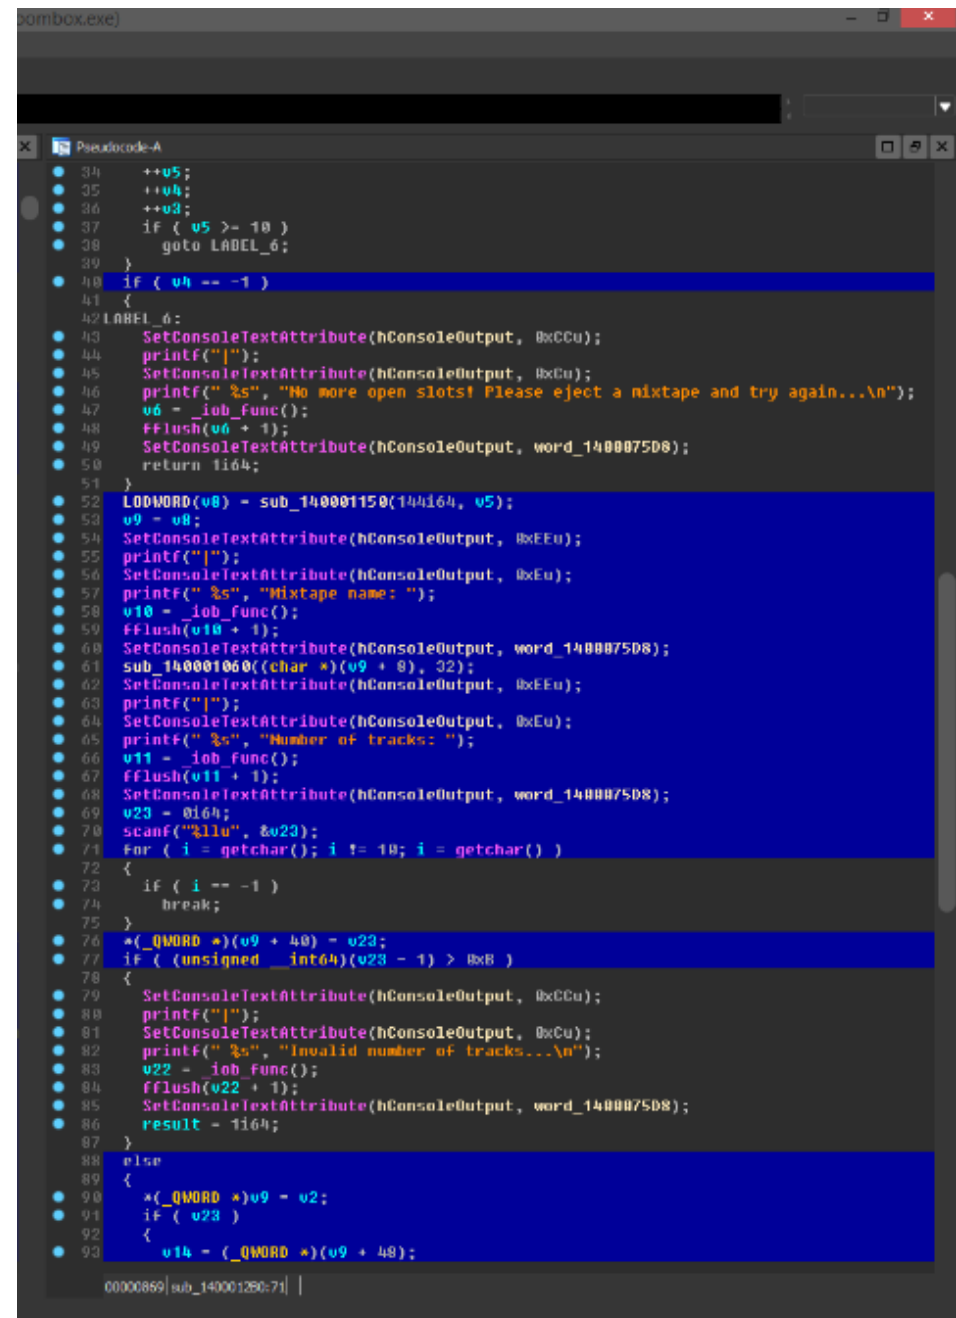 oombox.exe)
Pseudocode-A
34 ++v5;
35 ++v4;
36 ++v3;
37 if ( v5 >= 10 )
38 goto LABEL_6;
39 }
40 if ( v4 == -1 )
41 {
42 LABEL_6:
43 SetConsoleTextAttribute(hConsoleOutput, 0xCCu);
44 printf("|");
45 SetConsoleTextAttribute(hConsoleOutput, 0xCu);
46 printf(" %s", "No more open slots! Please eject a mixtape and try again...\n");
47 v6 = _iob_func();
48 fflush(v6 + 1);
49 SetConsoleTextAttribute(hConsoleOutput, word_1400075D8);
50 return 1i64;
51 }
52 LODWORD(v8) = sub_140001150(144i64, v5);
53 v9 = v8;
54 SetConsoleTextAttribute(hConsoleOutput, 0xEEu);
55 printf("|");
56 SetConsoleTextAttribute(hConsoleOutput, 0xEu);
57 printf(" %s", "Mixtape name: ");
58 v10 = _iob_func();
59 fflush(v10 + 1);
60 SetConsoleTextAttribute(hConsoleOutput, word_1400075D8);
61 sub_140001060((char *)(v9 + 8), 32);
62 SetConsoleTextAttribute(hConsoleOutput, 0xEEu);
63 printf("|");
64 SetConsoleTextAttribute(hConsoleOutput, 0xEu);
65 printf(" %s", "Number of tracks: ");
66 v11 = _iob_func();
67 fflush(v11 + 1);
68 SetConsoleTextAttribute(hConsoleOutput, word_1400075D8);
69 v23 = 0i64;
70 scanf("%llu", &v23);
71 for ( i = getchar(); i != 10; i = getchar() )
72 {
73 if ( i == -1 )
74 break;
75 }
76 *(_QWORD *)(v9 + 40) = v23;
77 if ( (unsigned __int64)(v23 - 1) > 0xB )
78 {
79 SetConsoleTextAttribute(hConsoleOutput, 0xCCu);
80 printf("|");
81 SetConsoleTextAttribute(hConsoleOutput, 0xCu);
82 printf(" %s", "Invalid number of tracks...\n");
83 v22 = _iob_func();
84 fflush(v22 + 1);
85 SetConsoleTextAttribute(hConsoleOutput, word_1400075D8);
86 result = 1i64;
87 }
88 else
89 {
90 *(_QWORD *)v9 = v2;
91 if ( v23 )
92 {
93 v14 = (_QWORD *)(v9 + 48);
00000869 sub_1400012B0:71